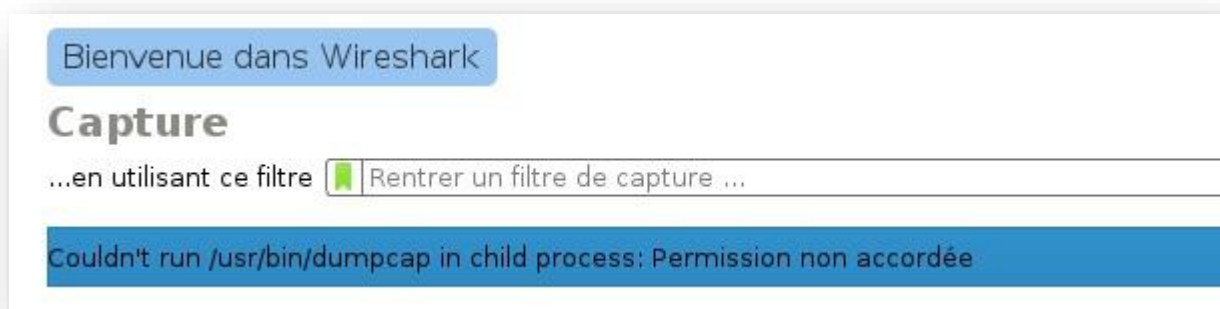 Bienvenue dans Wireshark
Capture
...en utilisant ce filtre Rentrer un filtre de capture ...
Couldn't run /usr/bin/dumpcap in child process: Permission non accordée